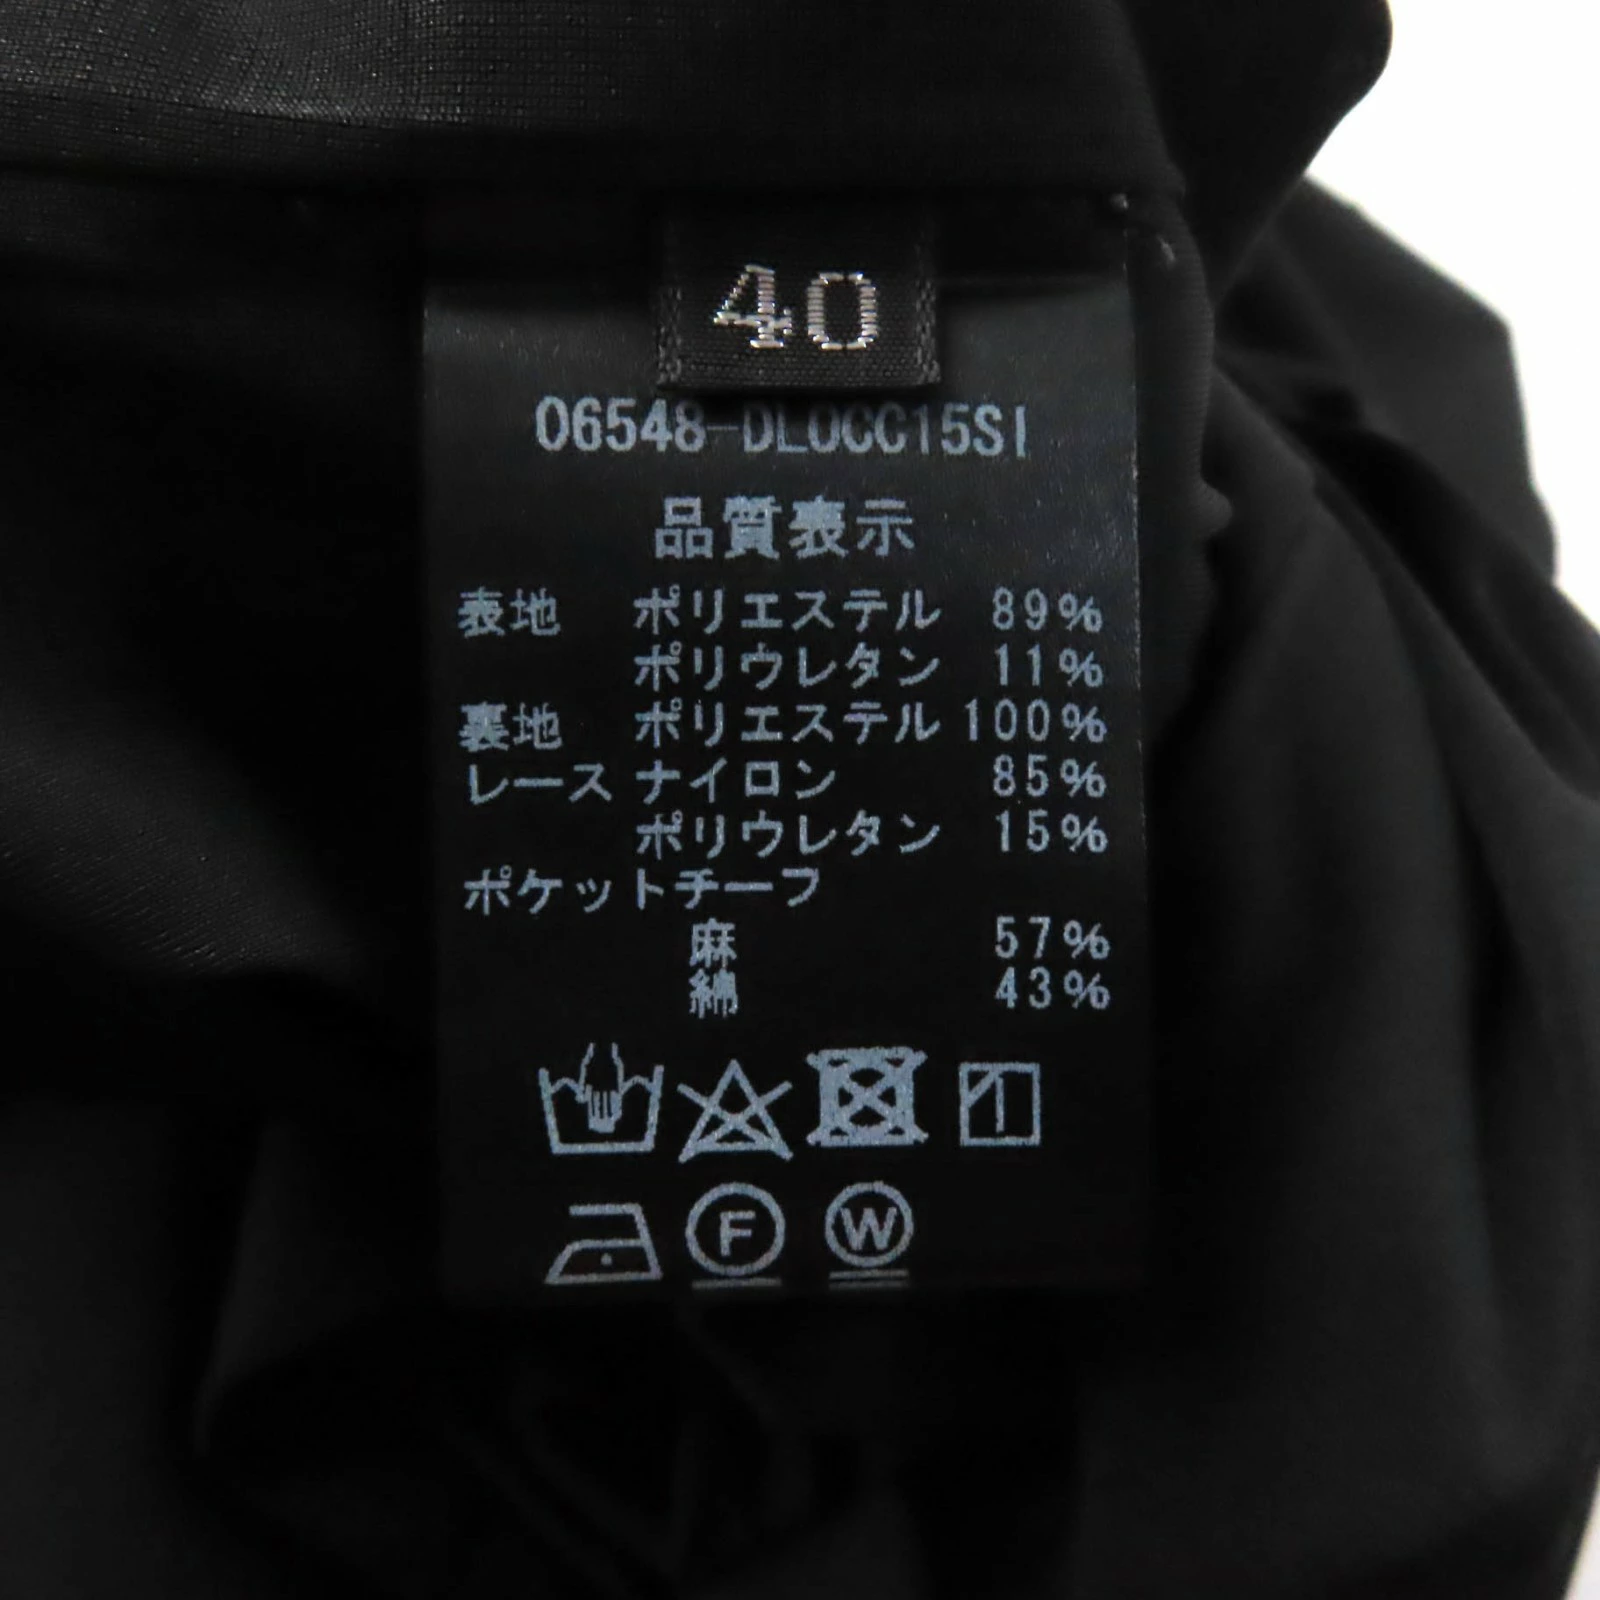 40
06548-DLOCC15SI
品質表示
表地 ポリエステル 89%
ポリウレタン 11%
裏地 ポリエステル 100%
レース ナイロン 85%
ポリウレタン 15%
ポケットチーフ
麻 57%
綿 43%
F W